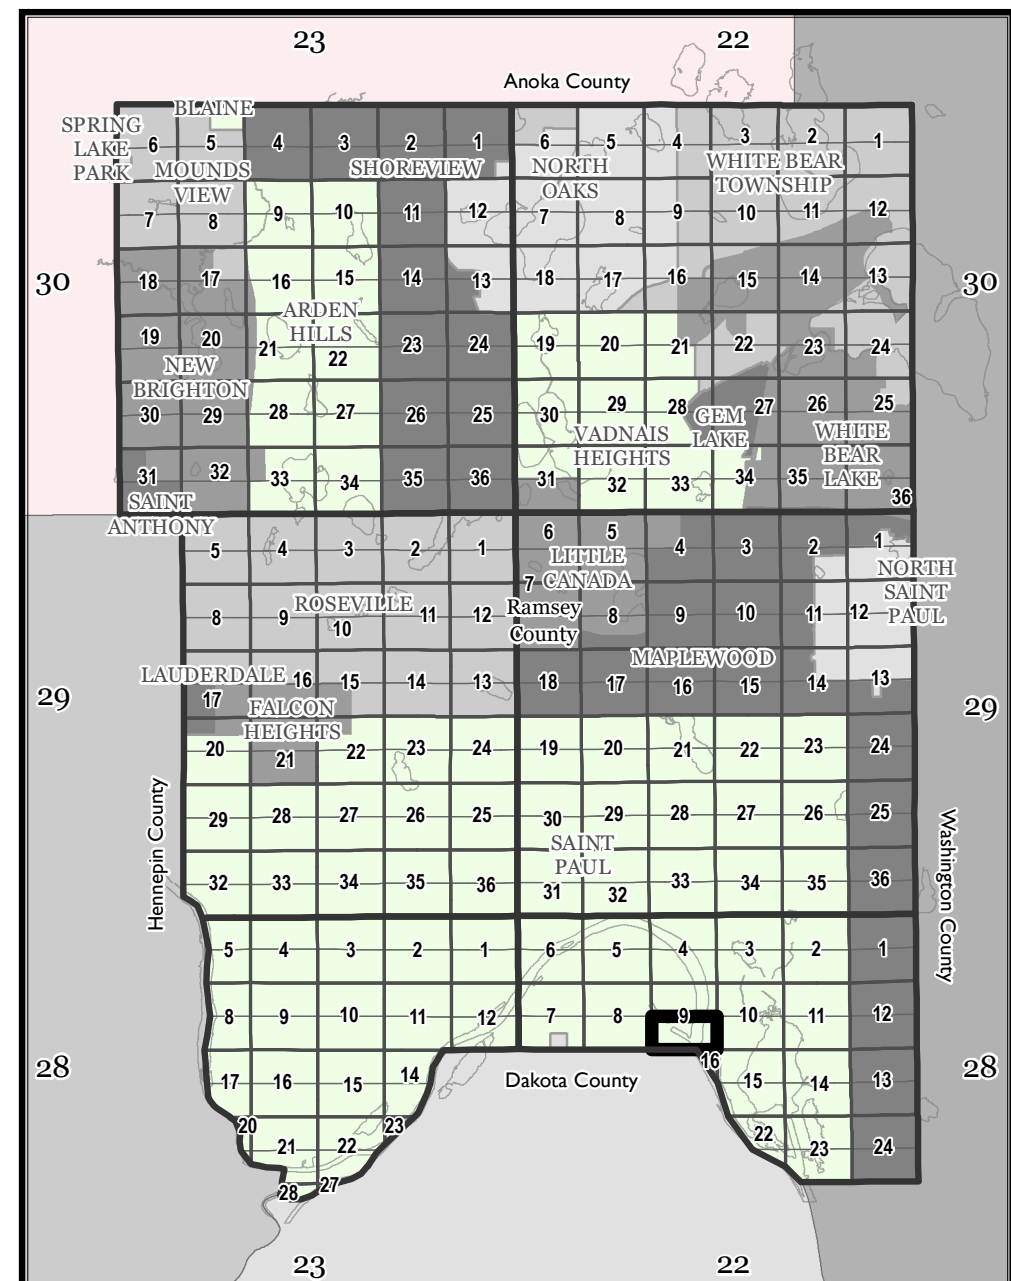 23 22
Anoka County
BLAINE
SPRING
LAKE
PARK
6 5 4 3 2 1 6 5 4 3 2 1
MOUNDS
VIEW
SHOREVIEW
NORTH
OAKS
WHITE BEAR
TOWNSHIP
7 8 9 10 11 12 7 8 9 10 11 12
30 18 17 16 15 14 13 18 17 16 15 14 13 30
ARDEN
HILLS
19 20 21 22 23 24 19 20 21 22 23 24
NEW
BRIGHTON
30 29 28 27 26 25 30 29 28 27 26 25
GEM
LAKE
VADNAIS
HEIGHTS
WHITE
BEAR
LAKE
31 32 33 34 35 36 31 32 33 34 35 36
SAINT
ANTHONY
5 4 3 2 1 6 5 4 3 2 1
LITTLE
CANADA
NORTH
SAINT
PAUL
8 9 10 11 12 7 8 9 10 11 12
ROSEVILLE
Ramsey
County
MAPLEWOOD
LAUDERDALE
29 17 16 15 14 13 18 17 16 15 14 13 29
FALCON
HEIGHTS
20 21 22 23 24 19 20 21 22 23 24
29 28 27 26 25 30 29 28 27 26 25
Hennepin County
Washington County
SAINT
PAUL
32 33 34 35 36 31 32 33 34 35 36
5 4 3 2 1 6 5 4 3 2 1
8 9 10 11 12 7 8 9 10 11 12
28 17 16 15 14 16 15 14 13 28
Dakota County
20 21 22 23 22 23 24
28 27
23 22